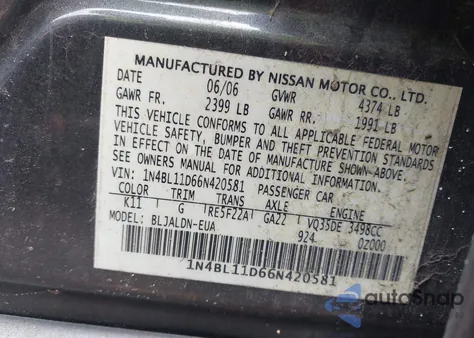 MANUFACTURED BY NISSAN MOTOR CO., LTD.
DATE 06/06 GVWR 4374 LB
GAWR FR. 2399 LB GAWR RR. 1991 LB
THIS VEHICLE CONFORMS TO ALL APPLICABLE FEDERAL MOTOR
VEHICLE SAFETY, BUMPER AND THEFT PREVENTION STANDARDS
IN EFFECT ON THE DATE OF MANUFACTURE SHOWN ABOVE.
SEE OWNERS MANUAL FOR ADDITIONAL INFORMATION.
VIN: 1N4BL11D66N420581 PASSENGER CAR
COLOR TRIM TRANS AXLE ENGINE
K11 G RE5F22A GA22 VQ35DE 3498CC
MODEL: BLJALDN-EUA 924 02000
1N4BL11D66N420581
autoSnap